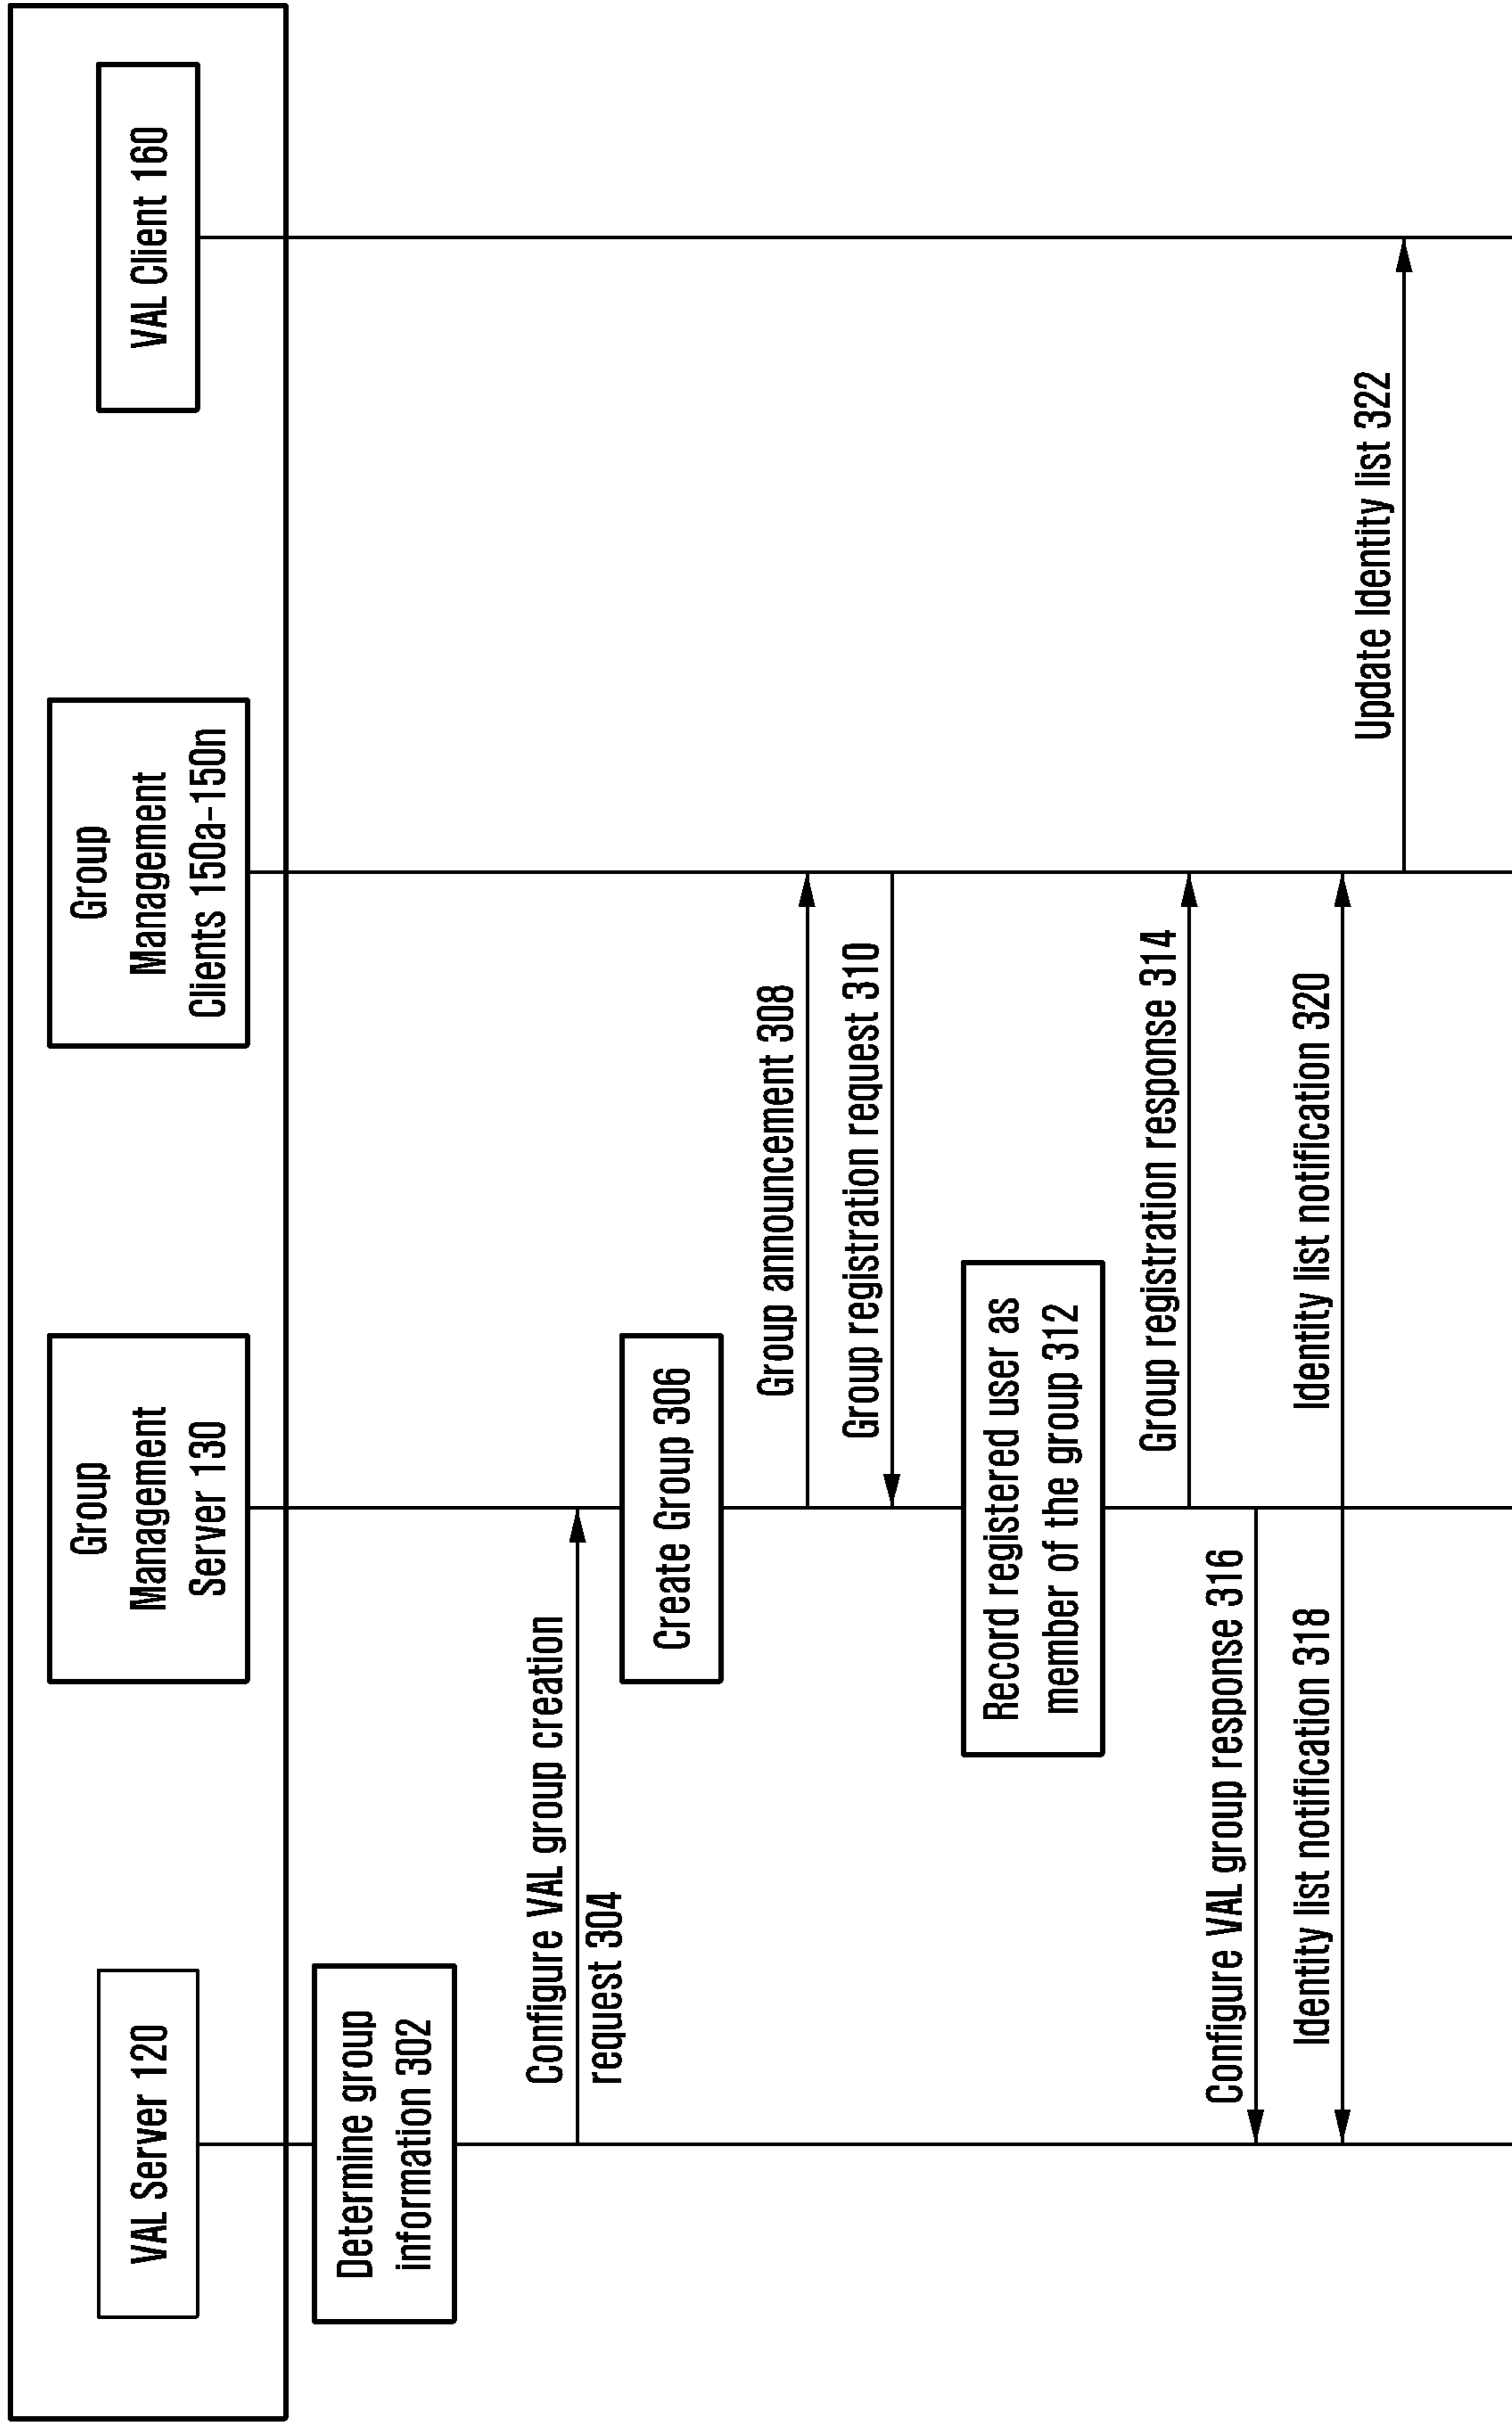 VAL Server 120
Group
Management
Server 130
Group
Management
Clients 150a-150n
VAL Client 160
Determine group
information 302
Configure VAL group creation
request 304
Create Group 306
Group announcement 308
Group registration request 310
Record registered user as
member of the group 312
Group registration response 314
Configure VAL group response 316
Identity list notification 318
Identity list notification 320
Update Identity list 322